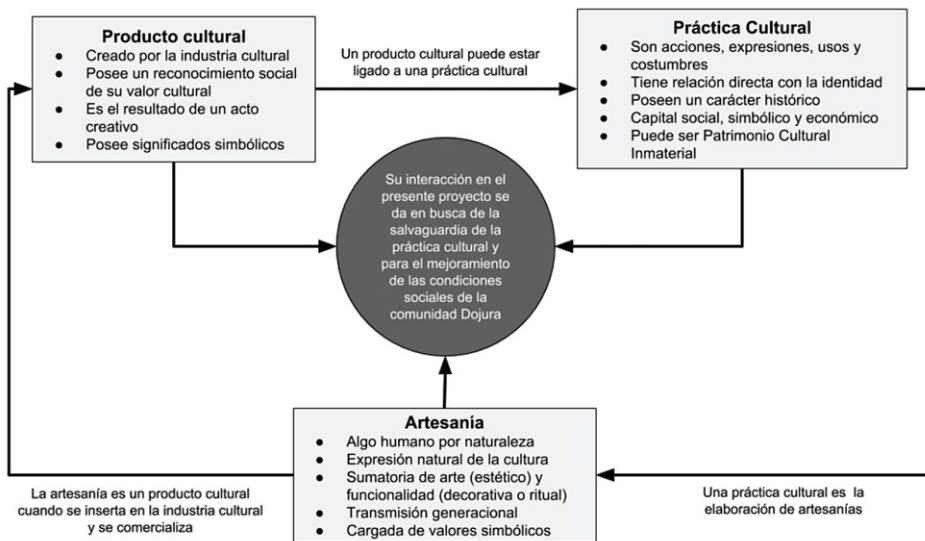 Producto cultural
● Creado por la industria cultural
● Posee un reconocimiento social
de su valor cultural
● Es el resultado de un acto
creativo
● Posee significados simbólicos
Un producto cultural puede estar
ligado a una práctica cultural
Práctica Cultural
● Son acciones, expresiones, usos y
costumbres
● Tiene relación directa con la identidad
● Poseen un carácter histórico
● Capital social, simbólico y económico
● Puede ser Patrimonio Cultural
Inmaterial
Su interacción en el
presente proyecto se
da en busca de la
salvaguardia de la
práctica cultural y
para el mejoramiento
de las condiciones
sociales de la
comunidad Dojura
Artesanía
● Algo humano por naturaleza
● Expresión natural de la cultura
● Sumatoria de arte (estético) y
funcionalidad (decorativa o ritual)
● Transmisión generacional
● Cargada de valores simbólicos
La artesanía es un producto cultural
cuando se inserta en la industria cultural
y se comercializa
Una práctica cultural es la
elaboración de artesanías